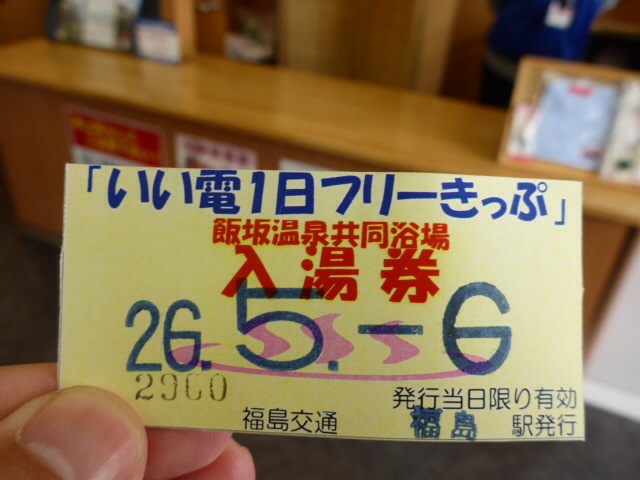 「いい電1日フリーきっぷ」
飯坂温泉共同浴場
入湯券
26.5.-6
2900
発行当日限り有効
福島交通 福島 駅発行